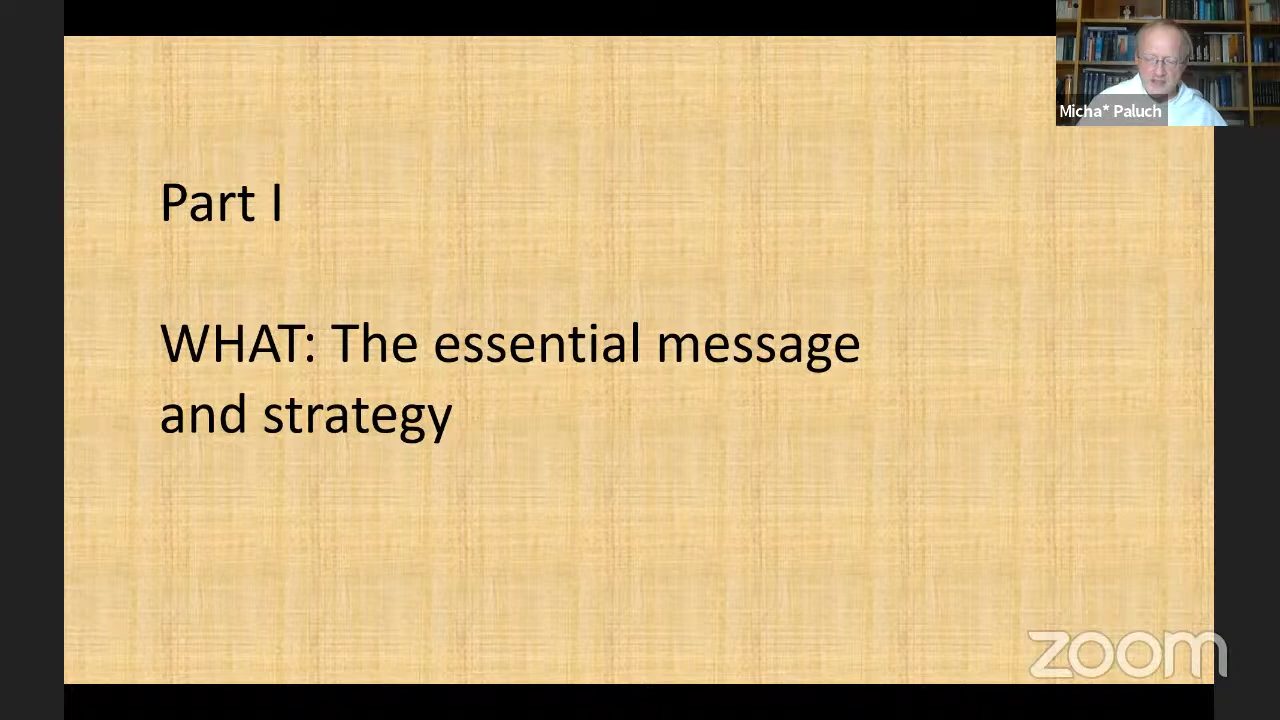 Micha* Paluch
Part I
WHAT: The essential message
and strategy
zoom